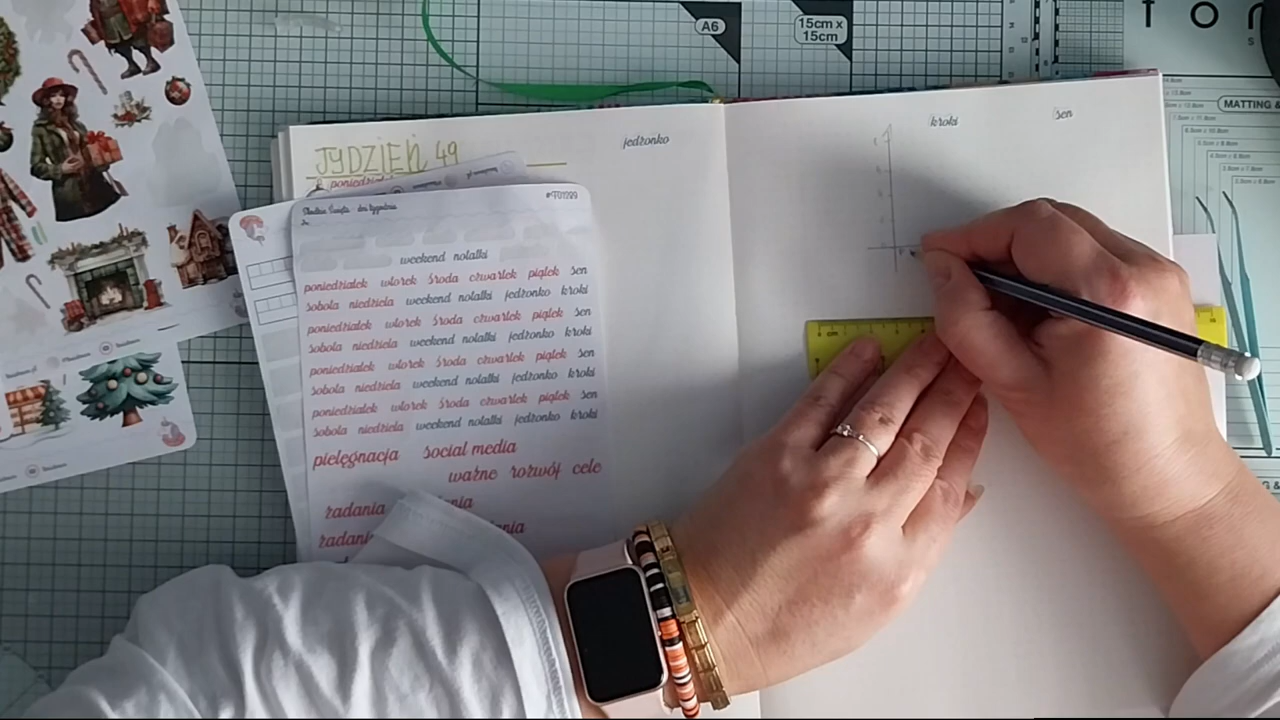 A6
15cm x
15cm
TYDZIEŃ 49
poniedział
jedzonko
kroki
sen
MATTING &
#T01299
weekend notatki
poniedziałek wtorek środa czwartek piątek sen
sobota niedziela weekend notatki jedzonko kroki
poniedziałek wtorek środa czwartek piątek sen
sobota niedziela weekend notatki jedzonko kroki
poniedziałek wtorek środa czwartek piątek sen
sobota niedziela weekend notatki jedzonko kroki
poniedziałek wtorek środa czwartek piątek sen
sobota niedziela weekend notatki jedzonko kroki
pielęgnacja social media
ważne rozwój cele
zadania